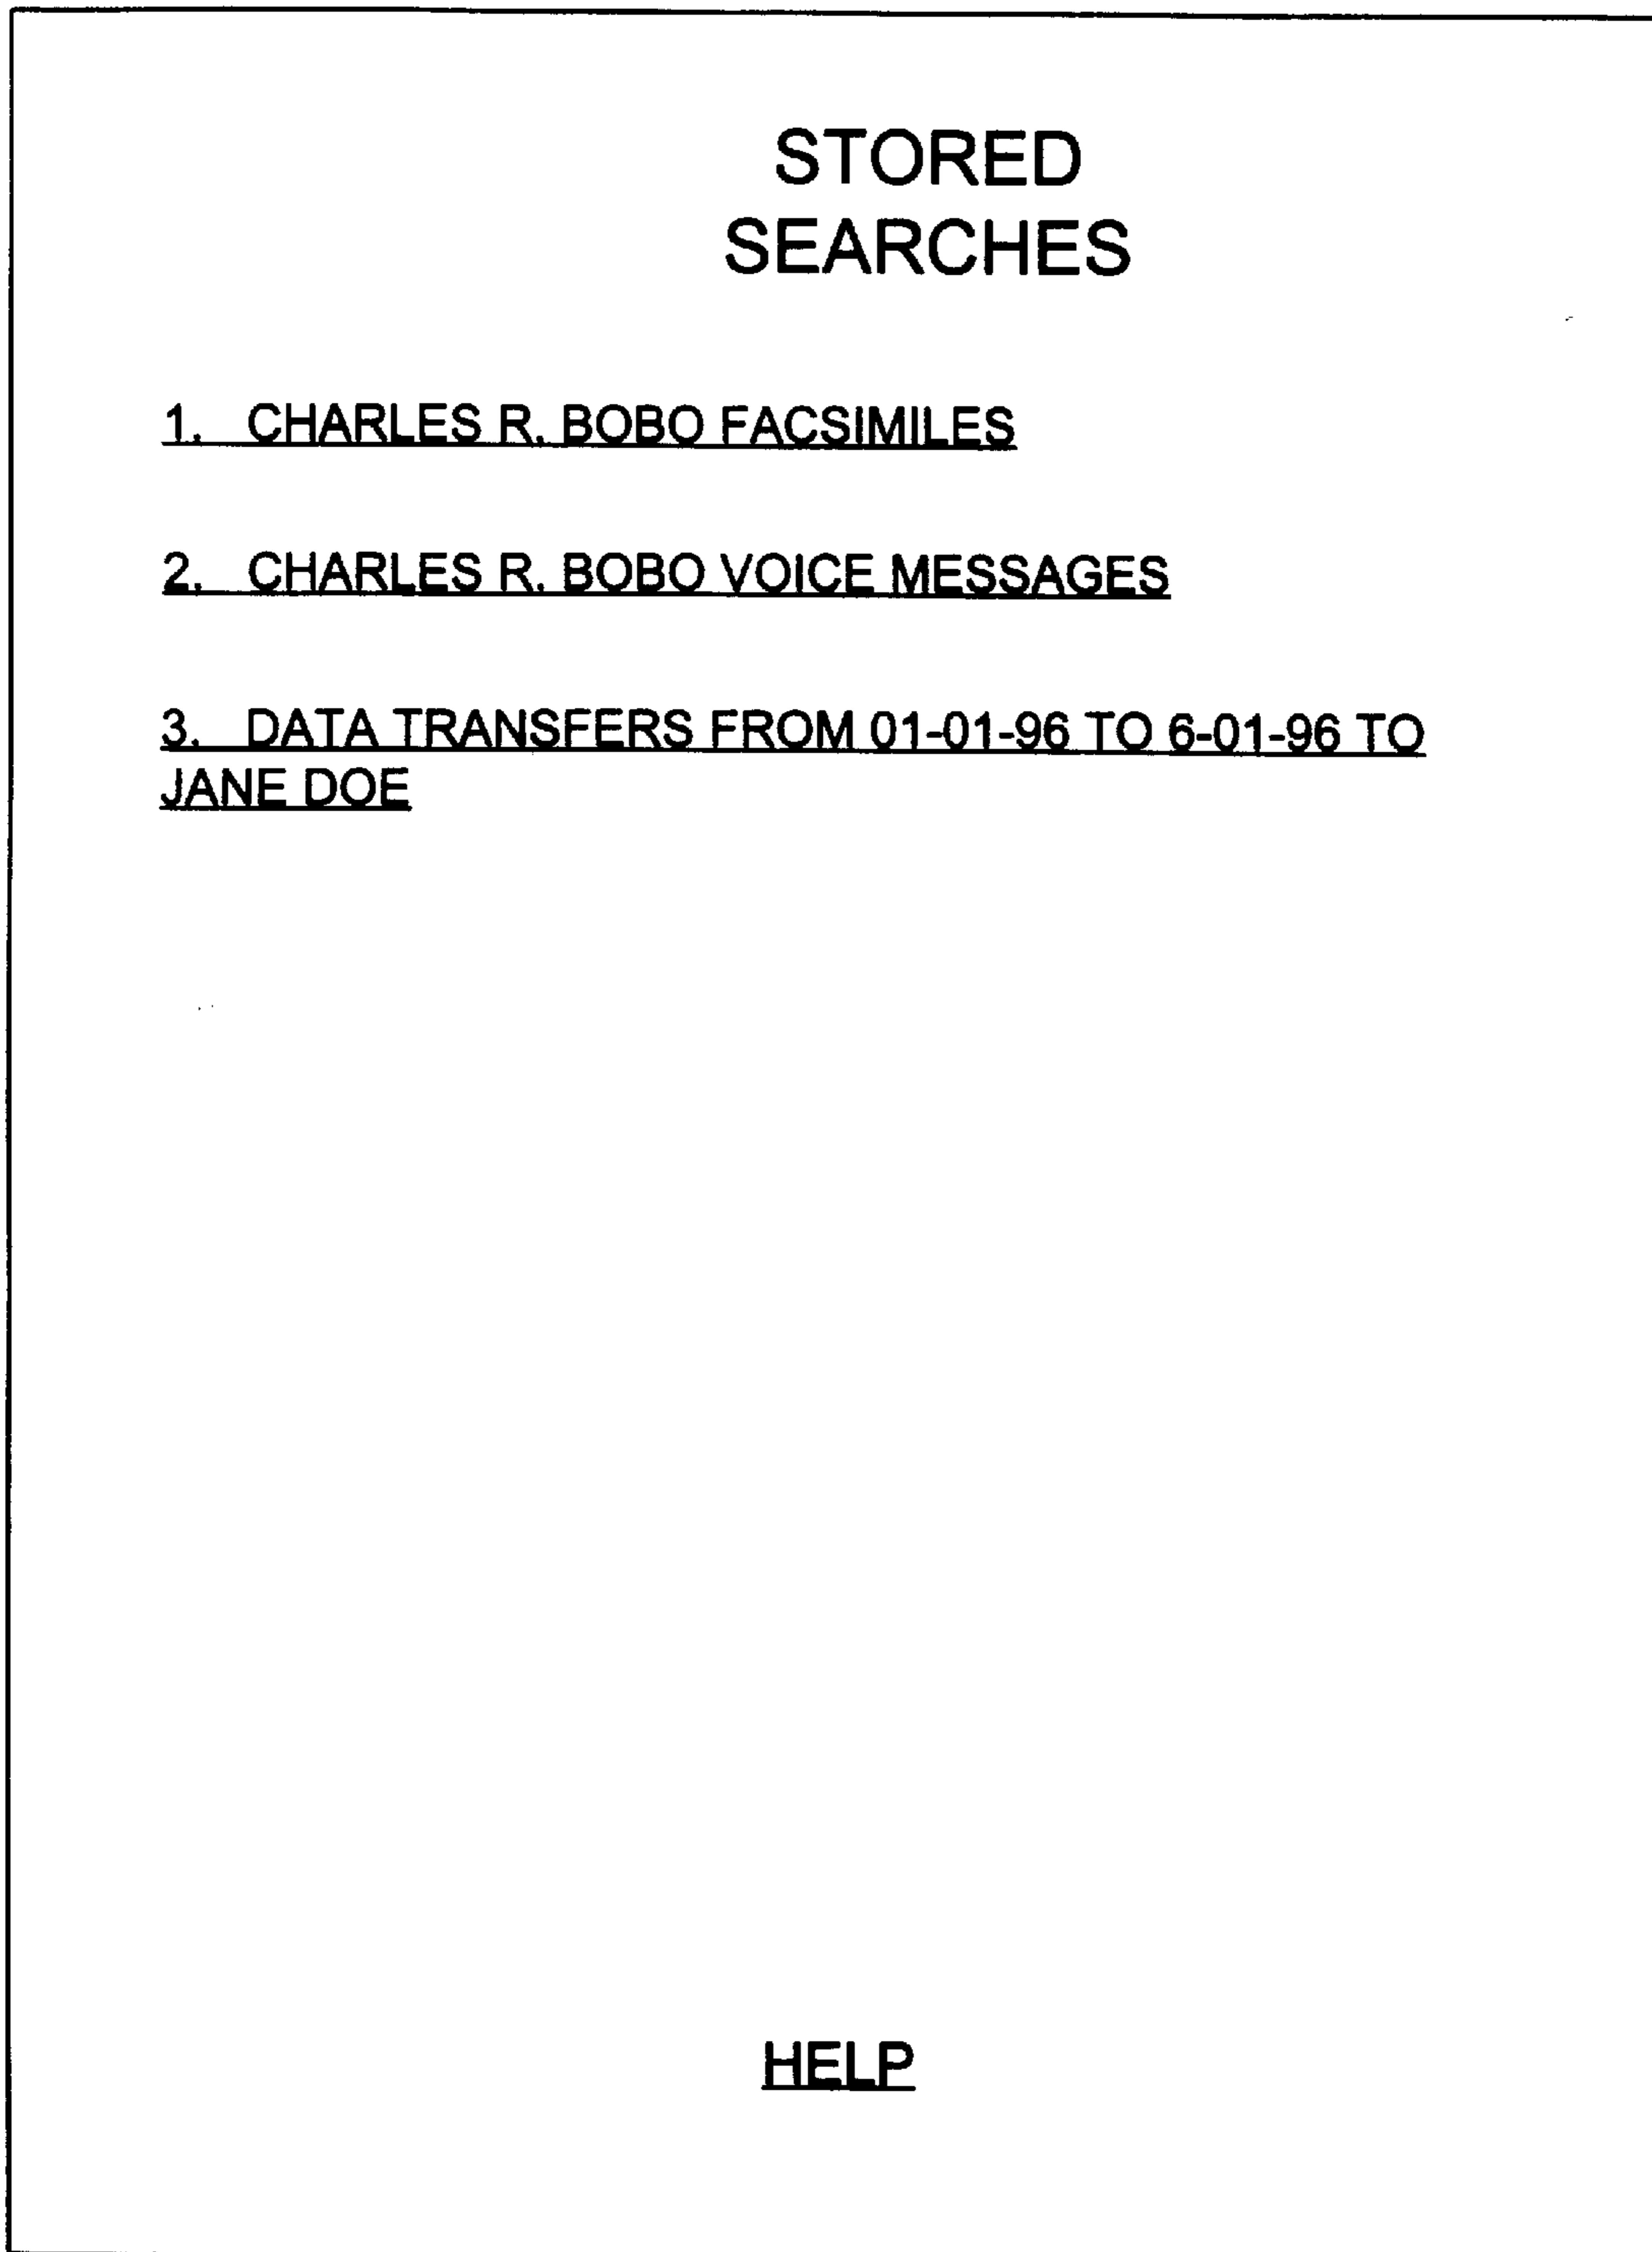 STORED
SEARCHES
1. CHARLES R. BOBO FACSIMILES
2. CHARLES R. BOBO VOICE MESSAGES
3. DATA TRANSFERS FROM 01-01-96 TO 6-01-96 TO
JANE DOE
HELP